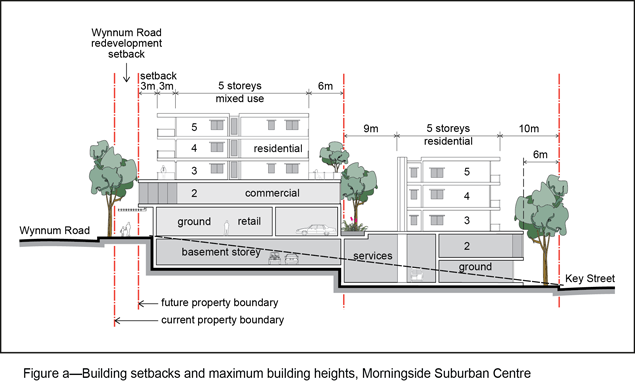 Wynnum Road
redevelopment
setback
setback
3m 3m
5 storeys
mixed use
6m
9m
5 storeys
residential
10m
6m
5
4 residential
3
2 commercial
ground retail
basement storey
5
4
3
2
services
ground
Wynnum Road
Key Street
future property boundary
current property boundary
Figure a—Building setbacks and maximum building heights, Morningside Suburban Centre